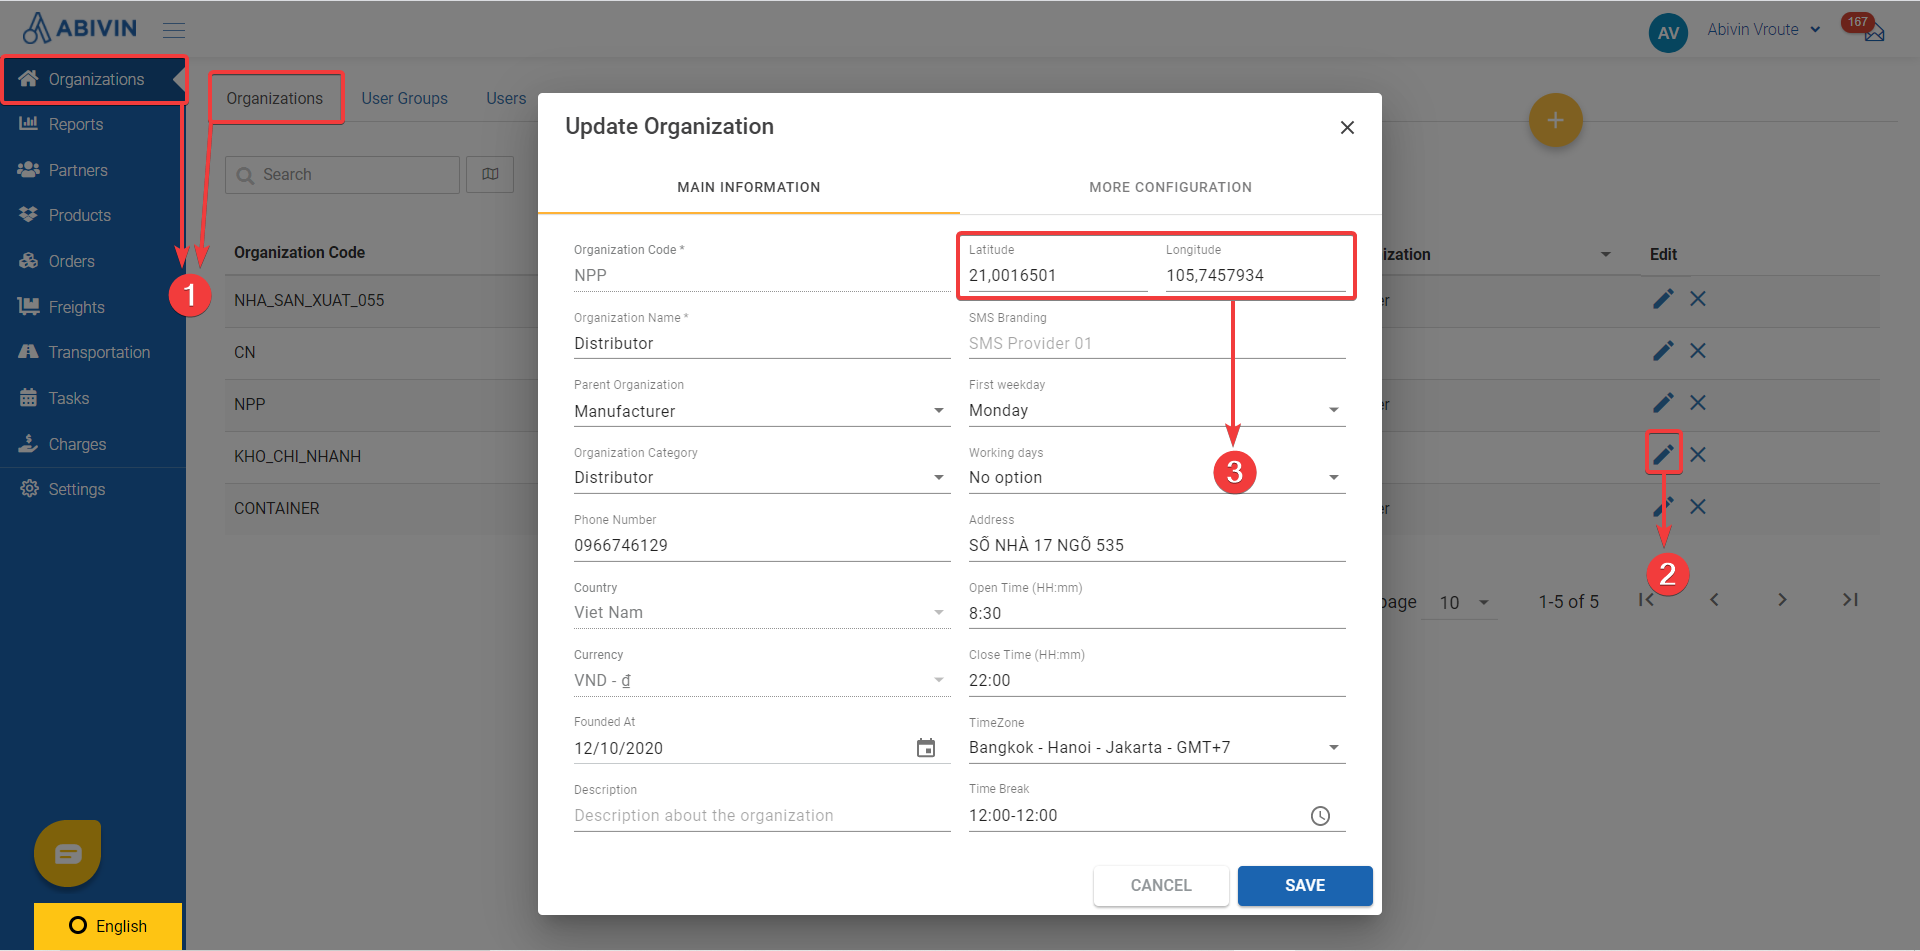 ABIVIN
AV
Abivin Vroute
167
Organizations
Reports
Partners
Products
Orders
Freights
Transportation
Tasks
Charges
Settings
English
Organizations
User Groups
Users
Search
Organization Code
NHA_SAN_XUAT_055
CN
NPP
KHO_CHI_NHANH
CONTAINER
1
Update Organization
MAIN INFORMATION
MORE CONFIGURATION
Organization Code *
NPP
Organization Name *
Distributor
Parent Organization
Manufacturer
Organization Category
Distributor
Phone Number
0966746129
Country
Viet Nam
Currency
VND - ₫
Founded At
12/10/2020
Description
Description about the organization
Latitude
21,0016501
Longitude
105,7457934
SMS Branding
SMS Provider 01
First weekday
Monday
Working days
No option
3
Address
SỐ NHÀ 17 NGÕ 535
Open Time (HH:mm)
8:30
Close Time (HH:mm)
22:00
TimeZone
Bangkok - Hanoi - Jakarta - GMT+7
Time Break
12:00-12:00
CANCEL
SAVE
ization
Edit
er
er
er
2
page
10
1-5 of 5